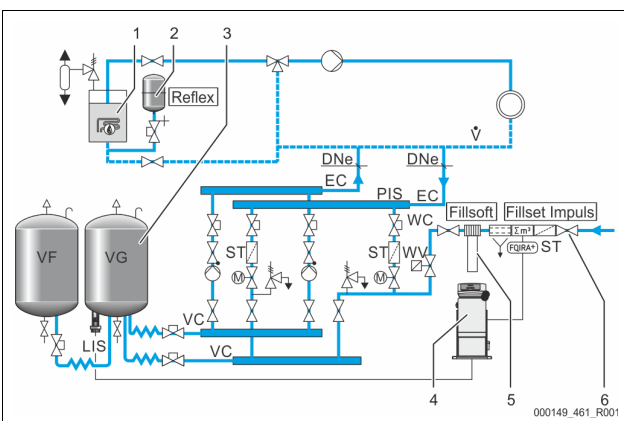 1 2 3
Reflex
V̇
DNe DNe
EC PIS EC
Fillsoft Fillset Impuls
WC
Σm³
ST ST WV FQIRA+ ST
VF VG
M M
VC
LIS
VC
4 5 6
000149_461_R001